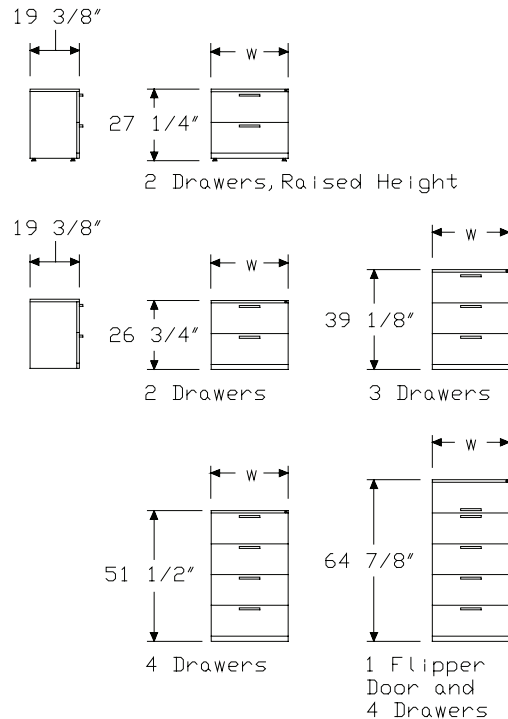 19 3/8"
W
27 1/4"
2 Drawers, Raised Height
19 3/8"
W
26 3/4"
2 Drawers
W
39 1/8"
3 Drawers
W
51 1/2"
4 Drawers
W
64 7/8"
1 Flipper
Door and
4 Drawers